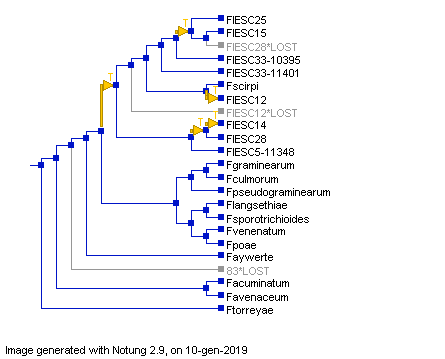 T FIESC25
FIESC15
FIESC28*LOST
FIESC33-10395
FIESC33-11401
T Fscirpi
T FIESC12
FIESC12*LOST
T FIESC14
T FIESC28
FIESC5-11348
Fgraminearum
Fculmorum
Fpseudograminearum
Flangsethiae
Fsporotrichioides
Fvenenatum
Fpoae
Faywerte
83*LOST
Facuminatum
Favenaceum
Ftorreyae
Image generated with Notung 2.9, on 10-gen-2019